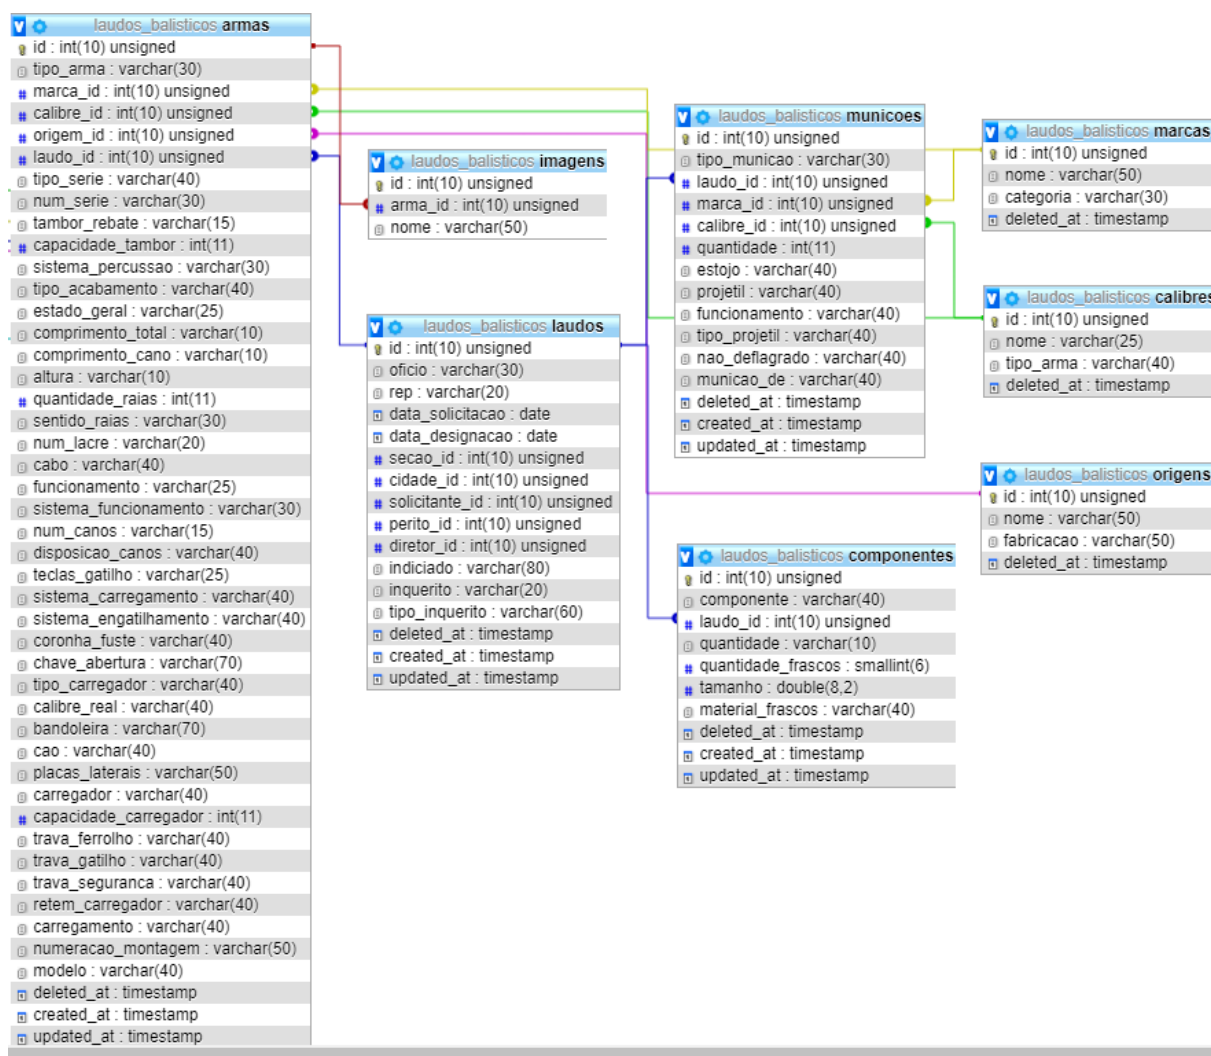 laudos_balisticos armas
id : int(10) unsigned
tipo_arma : varchar(30)
marca_id : int(10) unsigned
calibre_id : int(10) unsigned
origem_id : int(10) unsigned
laudo_id : int(10) unsigned
tipo_serie : varchar(40)
num_serie : varchar(30)
tambor_rebate : varchar(15)
capacidade_tambor : int(11)
sistema_percussao : varchar(30)
tipo_acabamento : varchar(40)
estado_geral : varchar(25)
comprimento_total : varchar(10)
comprimento_cano : varchar(10)
altura : varchar(10)
quantidade_raias : int(11)
sentido_raias : varchar(30)
num_lacre : varchar(20)
cabo : varchar(40)
funcionamento : varchar(25)
sistema_funcionamento : varchar(30)
num_canos : varchar(15)
disposicao_canos : varchar(40)
teclas_gatilho : varchar(25)
sistema_carregamento : varchar(40)
sistema_engatilhamento : varchar(40)
coronha_fuste : varchar(40)
chave_abertura : varchar(70)
tipo_carregador : varchar(40)
calibre_real : varchar(40)
bandoleira : varchar(70)
cao : varchar(40)
placas_laterais : varchar(50)
carregador : varchar(40)
capacidade_carregador : int(11)
trava_ferrolho : varchar(40)
trava_gatilho : varchar(40)
trava_seguranca : varchar(40)
retem_carregador : varchar(40)
carregamento : varchar(40)
numeracao_montagem : varchar(50)
modelo : varchar(40)
deleted_at : timestamp
created_at : timestamp
updated_at : timestamp
laudos_balisticos imagens
id : int(10) unsigned
arma_id : int(10) unsigned
nome : varchar(50)
laudos_balisticos laudos
id : int(10) unsigned
oficio : varchar(30)
rep : varchar(20)
data_solicitacao : date
data_designacao : date
secao_id : int(10) unsigned
cidade_id : int(10) unsigned
solicitante_id : int(10) unsigned
perito_id : int(10) unsigned
diretor_id : int(10) unsigned
indiciado : varchar(80)
inquerito : varchar(20)
tipo_inquerito : varchar(60)
deleted_at : timestamp
created_at : timestamp
updated_at : timestamp
laudos_balisticos municoes
id : int(10) unsigned
tipo_municao : varchar(30)
laudo_id : int(10) unsigned
marca_id : int(10) unsigned
calibre_id : int(10) unsigned
quantidade : int(11)
estojo : varchar(40)
projetil : varchar(40)
funcionamento : varchar(40)
tipo_projetil : varchar(40)
nao_deflagrado : varchar(40)
municao_de : varchar(40)
deleted_at : timestamp
created_at : timestamp
updated_at : timestamp
laudos_balisticos componentes
id : int(10) unsigned
componente : varchar(40)
laudo_id : int(10) unsigned
quantidade : varchar(10)
quantidade_frascos : smallint(6)
tamanho : double(8,2)
material_frascos : varchar(40)
deleted_at : timestamp
created_at : timestamp
updated_at : timestamp
laudos_balisticos marcas
id : int(10) unsigned
nome : varchar(50)
categoria : varchar(30)
deleted_at : timestamp
laudos_balisticos calibres
id : int(10) unsigned
nome : varchar(25)
tipo_arma : varchar(40)
deleted_at : timestamp
laudos_balisticos origens
id : int(10) unsigned
nome : varchar(50)
fabricacao : varchar(50)
deleted_at : timestamp